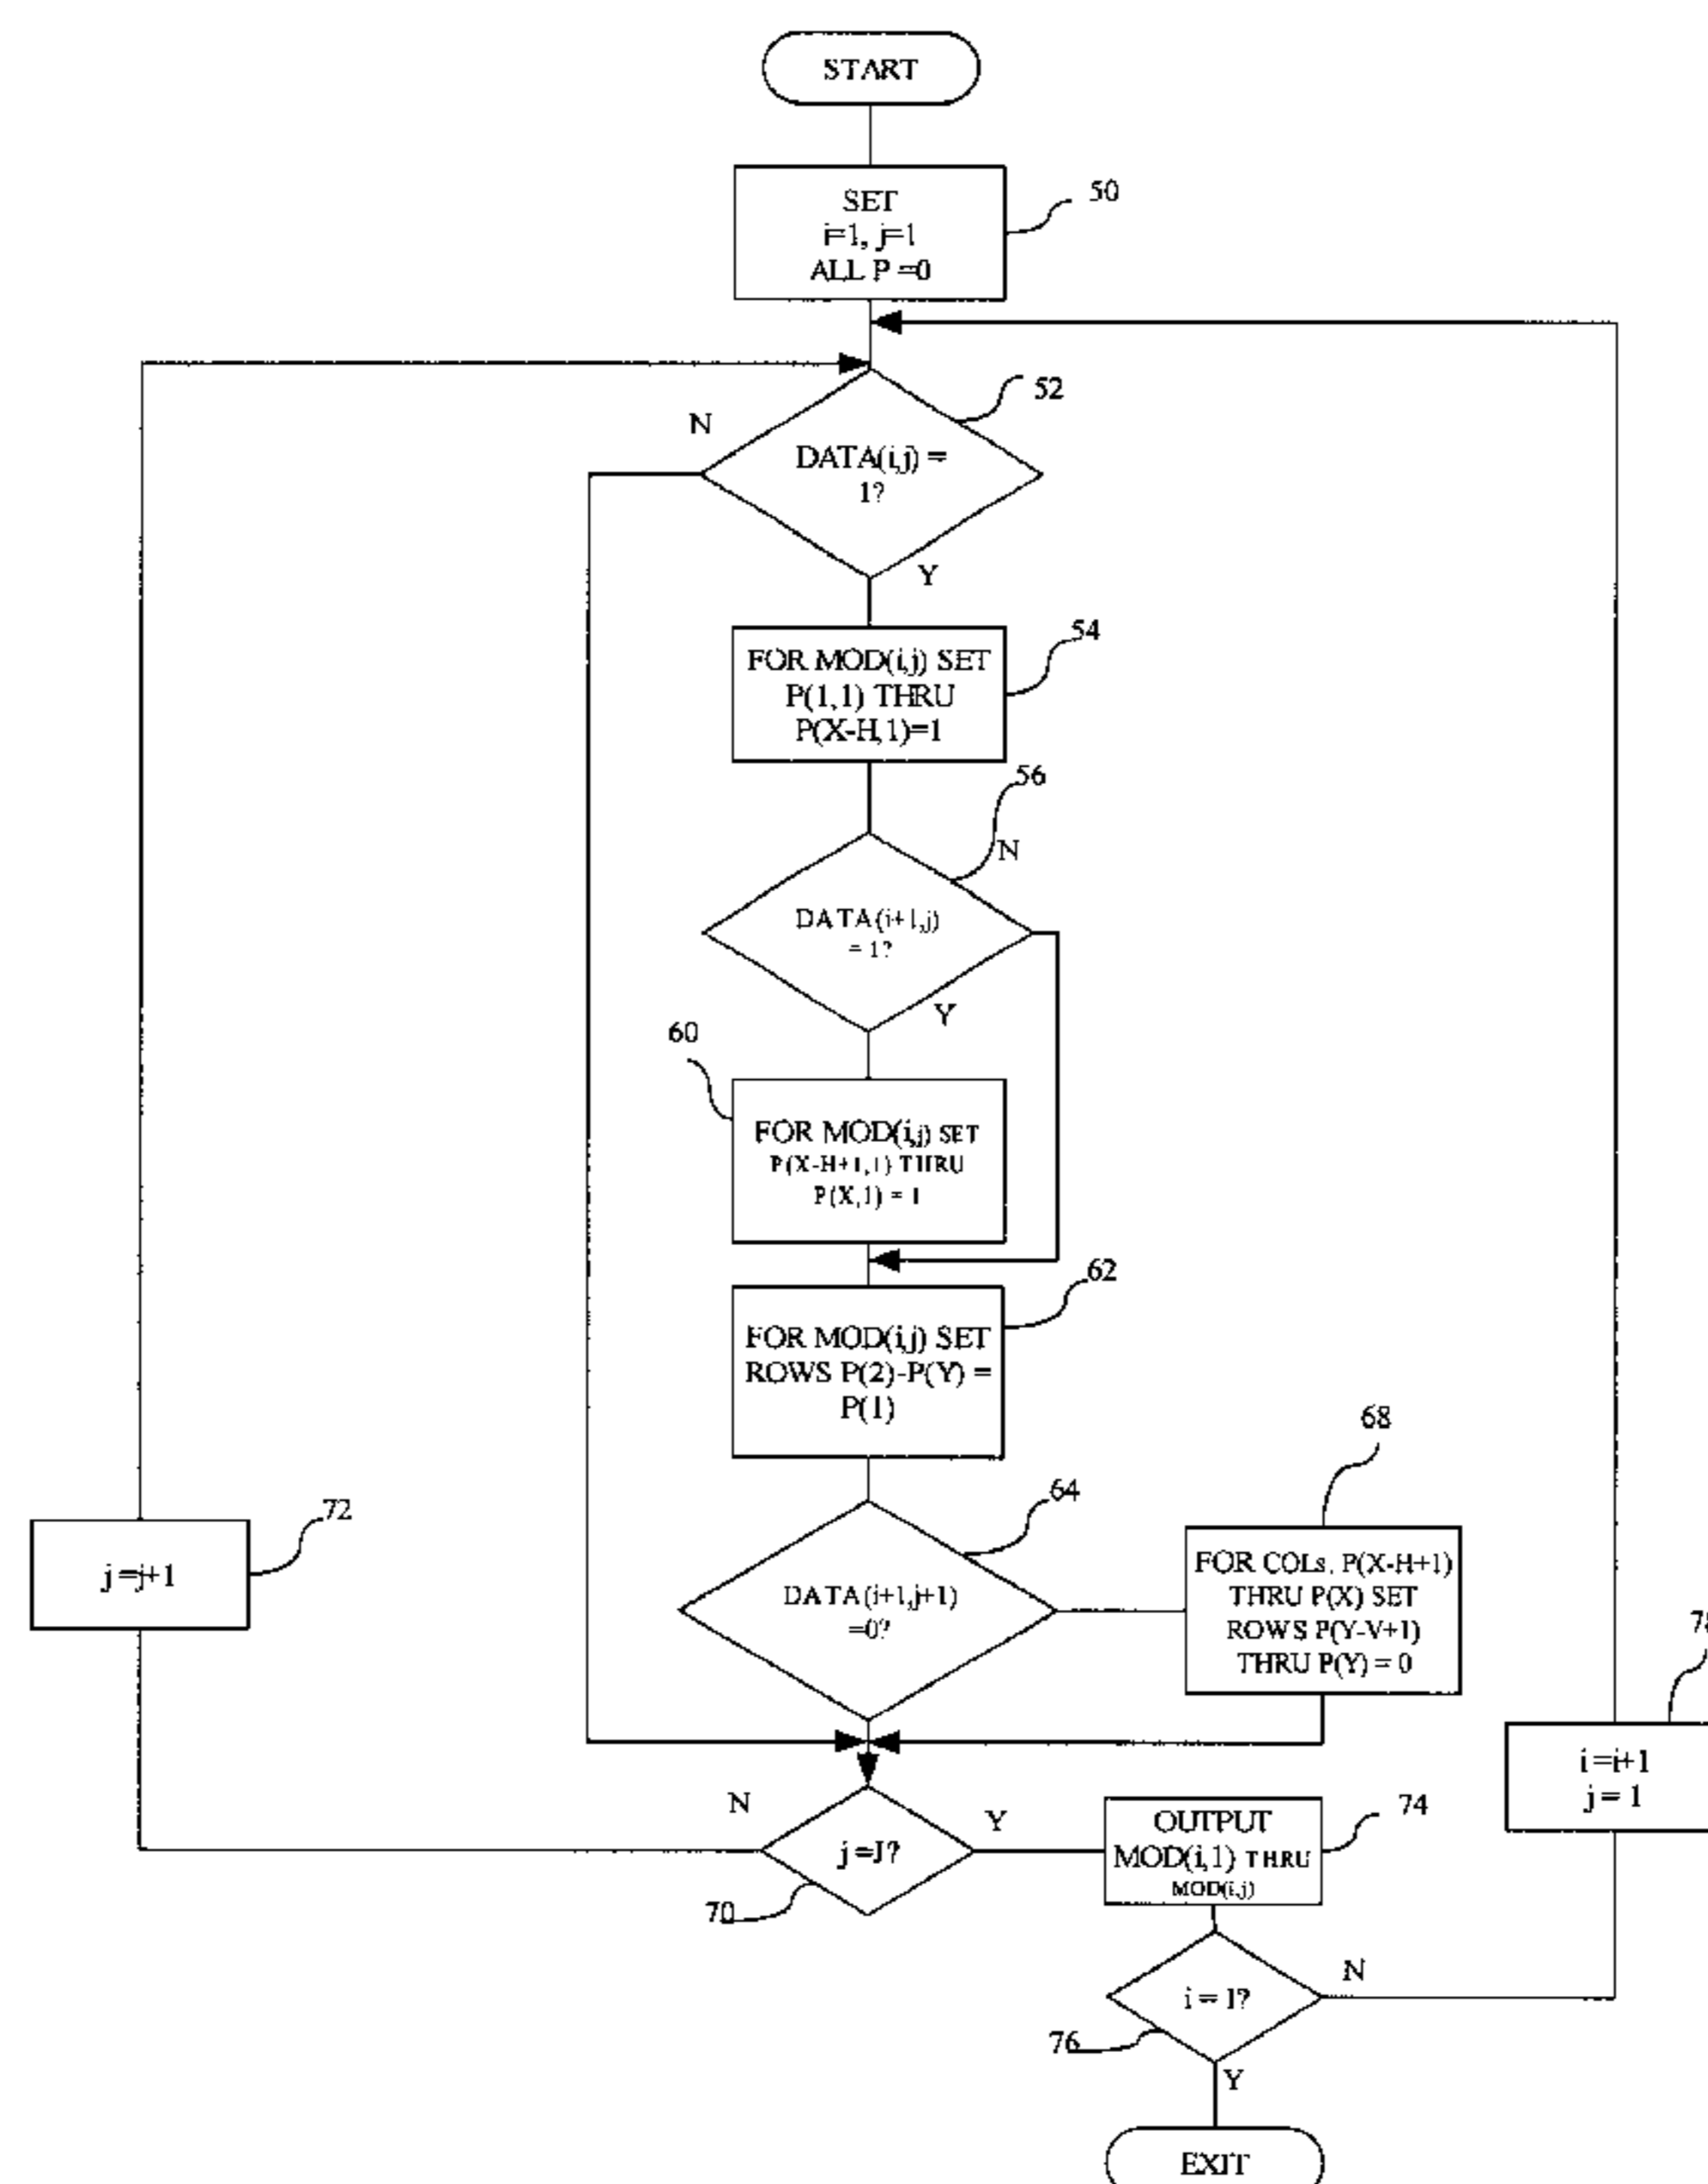 START
SET
i=1, j=1
ALL P =0
50
52
N
DATA(i,j) =
1?
Y
54
FOR MOD(i,j) SET
P(1,1) THRU
P(X-H,1)=1
56
N
DATA(i+1,j)
= 1?
Y
60
FOR MOD(i,j) SET
P(X-H+1,1) THRU
P(X,1) = 1
62
FOR MOD(i,j) SET
ROWS P(2)-P(Y) =
P(1)
64
DATA(i+1,j+1)
=0?
68
FOR COLs, P(X-H+1)
THRU P(X) SET
ROWS P(Y-V+1)
THRU P(Y) = 0
72
j =j+1
78
i =i+1
j = 1
N
j =J?
Y
70
OUTPUT
MOD(i,1) THRU
MOD(i,j)
74
i = I?
N
76
Y
EXIT